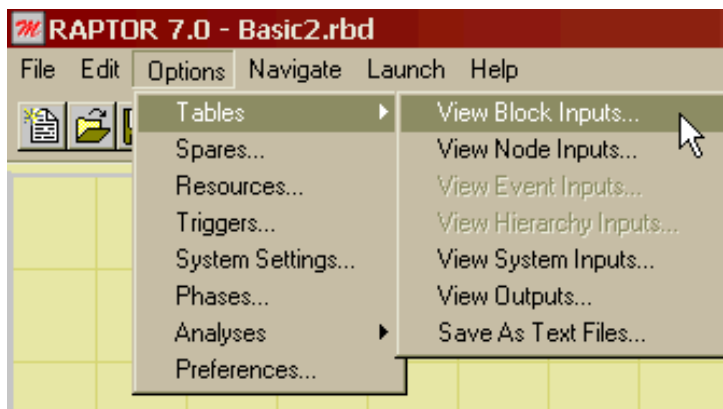 RAPTOR 7.0 - Basic2.rbd
File Edit Options Navigate Launch Help
Tables
Spares...
Resources...
Triggers...
System Settings...
Phases...
Analyses
Preferences...
View Block Inputs...
View Node Inputs...
View Event Inputs...
View Hierarchy Inputs...
View System Inputs...
View Outputs...
Save As Text Files...